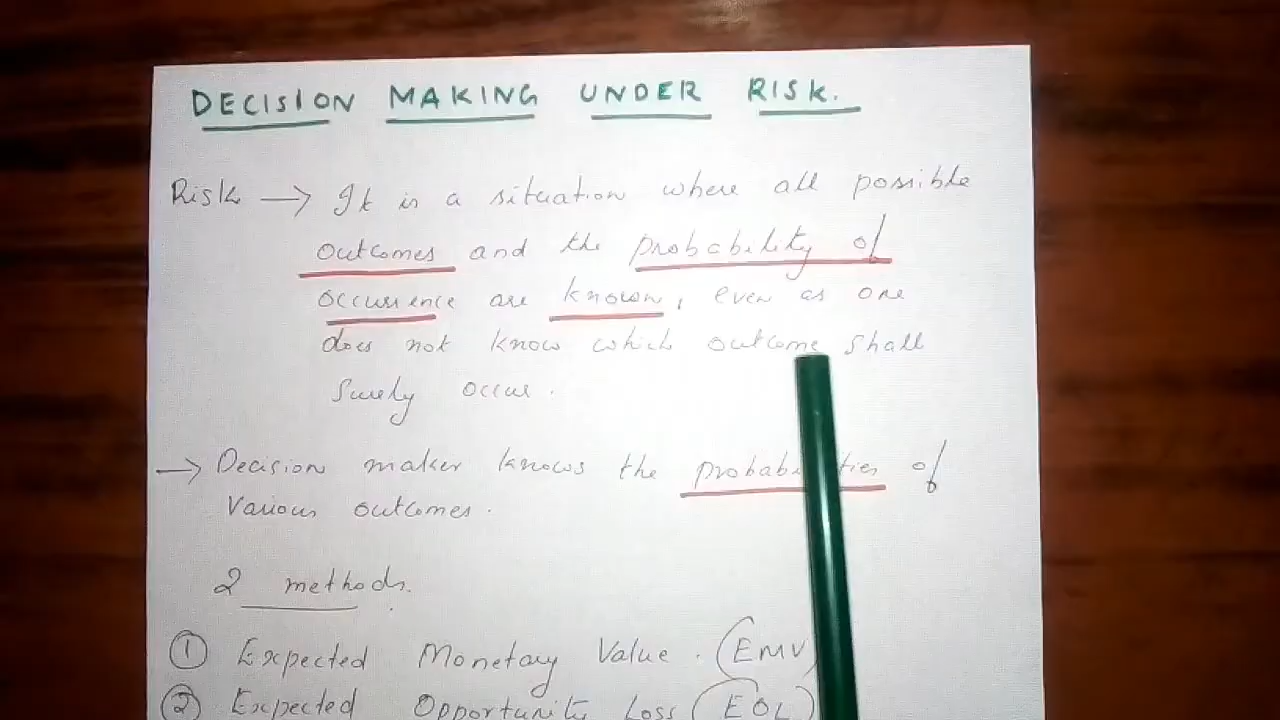 DECISION MAKING UNDER RISK.
Risk → It is a situation where all possible
outcomes and the probability of
occurrence are known, even as one
does not know which outcome shall
surely occur.
→ Decision maker knows the of
various outcomes.
2 methods.
① Expected Monetary Value. (EMV)
② Expected Opportunity Loss (EOL)